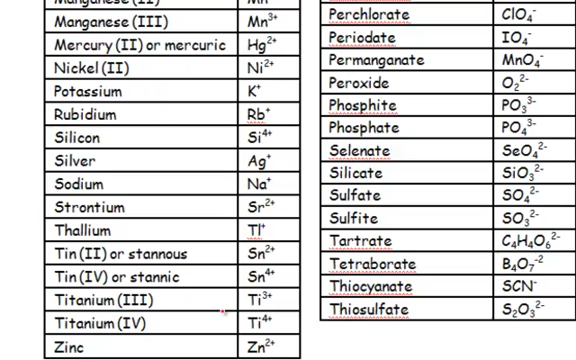 Manganese (II) Mn
Manganese (III) Mn³⁺
Mercury (II) or mercuric Hg²⁺
Nickel (II) Ni²⁺
Potassium K⁺
Rubidium Rb⁺
Silicon Si⁴⁺
Silver Ag⁺
Sodium Na⁺
Strontium Sr²⁺
Thallium Tl⁺
Tin (II) or stannous Sn²⁺
Tin (IV) or stannic Sn⁴⁺
Titanium (III) Ti³⁺
Titanium (IV) Ti⁴⁺
Zinc Zn²⁺
Perchlorate ClO₄⁻
Periodate IO₄⁻
Permanganate MnO₄⁻
Peroxide O₂²⁻
Phosphite PO₃³⁻
Phosphate PO₄³⁻
Selenate SeO₄²⁻
Silicate SiO₃²⁻
Sulfate SO₄²⁻
Sulfite SO₃²⁻
Tartrate C₄H₄O₆²⁻
Tetraborate B₄O₇⁻²
Thiocyanate SCN⁻
Thiosulfate S₂O₃²⁻